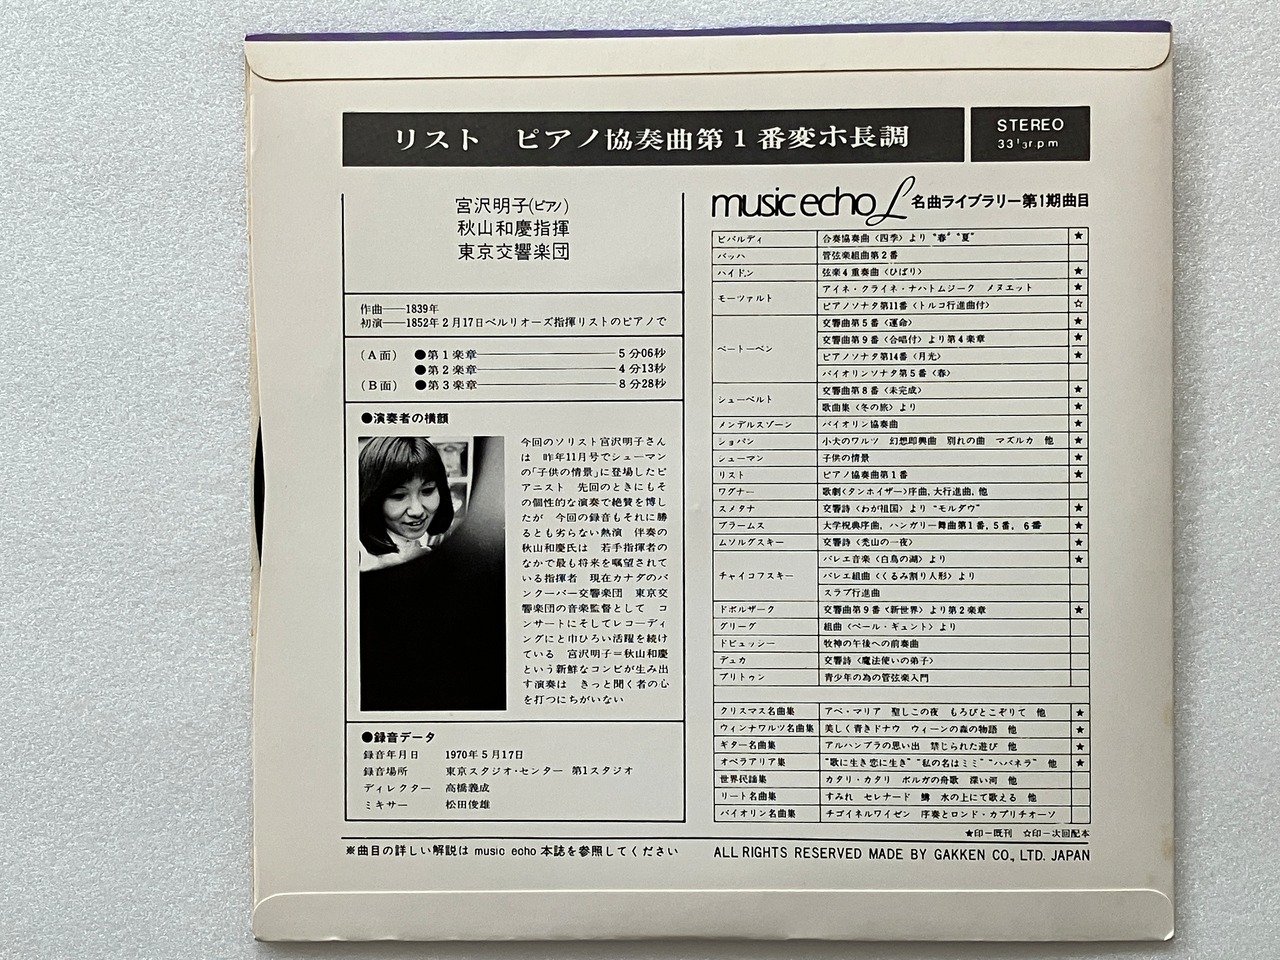 リスト ピアノ協奏曲第1番変ホ長調
STEREO
33 1/3 r.p.m
宮沢明子(ピアノ)
秋山和慶指揮
東京交響楽団
作曲――1839年
初演――1852年2月17日ベルリオーズ指揮リストのピアノで
(A面) ●第1楽章――5分06秒
●第2楽章――4分13秒
(B面) ●第3楽章――8分28秒
●演奏者の横顔
今回のソリスト宮沢明子さん
は 昨年11月号でシューマン
の「子供の情景」に登場したピ
アニスト 先回のときにもそ
の個性的な演奏で絶賛を博し
たが 今回の録音もそれに勝
るとも劣らない熱演 伴奏の
秋山和慶氏は 若手指揮者の
なかで最も将来を嘱望されて
いる指揮者 現在カナダのバ
ンクーバー交響楽団 東京交
響楽団の音楽監督として コ
ンサートにそしてレコーディ
ングにと巾ひろい活躍を続け
ている 宮沢明子=秋山和慶
という新鮮なコンビが生み出
す演奏は きっと聞く者の心
を打つにちがいない
●録音データ
録音年月日 1970年5月17日
録音場所 東京スタジオ・センター 第1スタジオ
ディレクター 高橋義成
ミキサー 松田俊雄
※曲目の詳しい解説は music echo 本誌を参照してください
music echo L 名曲ライブラリー第1期曲目
ビバルディ 合奏協奏曲〈四季〉より “春” “夏” ★
バッハ 管弦楽組曲第2番
ハイドン 弦楽4重奏曲〈ひばり〉 ★
モーツァルト アイネ・クライネ・ナハトムジーク メヌエット ★
ピアノソナタ第11番〈トルコ行進曲付〉 ☆
ベートーベン 交響曲第5番〈運命〉 ★
交響曲第9番〈合唱付〉より第4楽章 ★
ピアノソナタ第14番〈月光〉 ★
バイオリンソナタ第5番〈春〉
シューベルト 交響曲第8番〈未完成〉 ★
歌曲集〈冬の旅〉より ★
メンデルスゾーン バイオリン協奏曲 ★
ショパン 小犬のワルツ 幻想即興曲 別れの曲 マズルカ 他 ★
シューマン 子供の情景 ★
リスト ピアノ協奏曲第1番 ★
ワグナー 歌劇〈タンホイザー〉序曲,大行進曲,他
スメタナ 交響詩〈わが祖国〉より “モルダウ” ★
ブラームス 大学祝典序曲,ハンガリー舞曲第1番,5番, 6番 ★
ムソルグスキー 交響詩〈禿山の一夜〉 ★
チャイコフスキー バレエ音楽〈白鳥の湖〉より ★
バレエ組曲〈くるみ割り人形〉より
スラブ行進曲
ドボルザーク 交響曲第9番〈新世界〉より第2楽章 ★
グリーグ 組曲〈ペール・ギュント〉より
ドビュッシー 牧神の午後への前奏曲
デュカ 交響詩〈魔法使いの弟子〉
ブリトゥン 青少年の為の管弦楽入門
クリスマス名曲集 アベ・マリア 聖しこの夜 もろびとこぞりて 他 ★
ウィンナワルツ名曲集 美しく青きドナウ ウィーンの森の物語 他 ★
ギター名曲集 アルハンブラの思い出 禁じられた遊び 他 ★
オペラアリア集 “歌に生き恋に生き” “私の名はミミ” “ハバネラ” 他 ★
世界民謡集 カタリ・カタリ ボルガの舟歌 深い河 他
リート名曲集 すみれ セレナード 鱒 水の上にて歌える 他
バイオリン名曲集 チゴイネルワイゼン 序奏とロンド・カプリチオーソ
★印―既刊 ☆印―次回配本
ALL RIGHTS RESERVED MADE BY GAKKEN CO., LTD. JAPAN